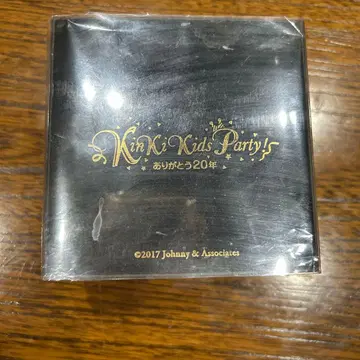 KinKi Kids Party!
ありがとう20年
©2017 Johnny & Associates